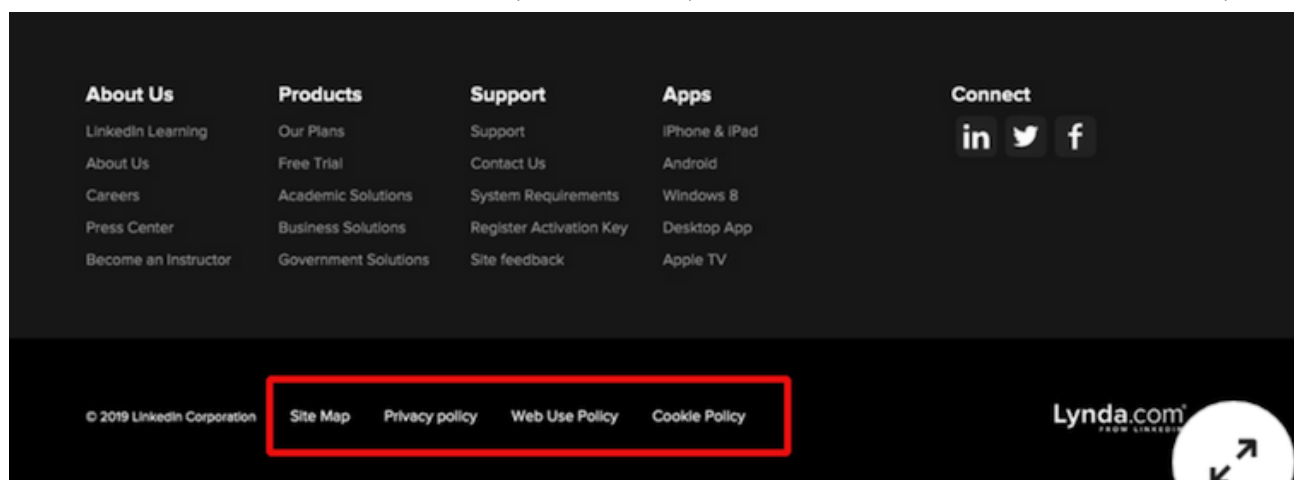 About Us
LinkedIn Learning
About Us
Careers
Press Center
Become an Instructor
Products
Our Plans
Free Trial
Academic Solutions
Business Solutions
Government Solutions
Support
Support
Contact Us
System Requirements
Register Activation Key
Site feedback
Apps
iPhone & iPad
Android
Windows 8
Desktop App
Apple TV
Connect
in f
© 2019 LinkedIn Corporation Site Map Privacy policy Web Use Policy Cookie Policy
Lynda.com
FROM LINKEDIN